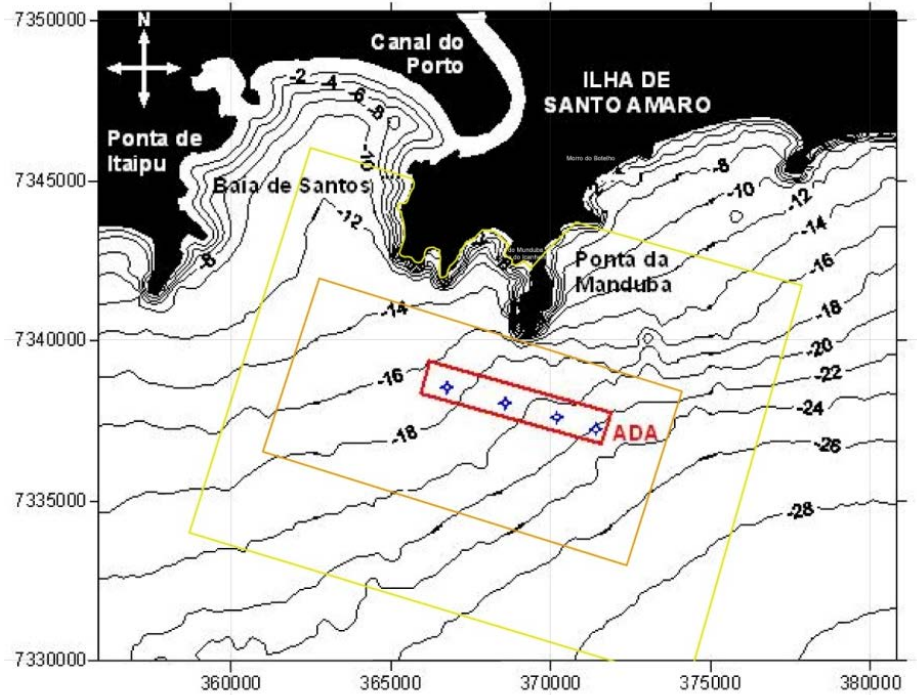 7350000
N
Canal do
Porto
ILHA DE
SANTO AMARO
Ponta de
Itaipu
-2
-4
-6
-8
-10
Morro do Botelho
-8
-10
-12
7345000
Baia de Santos
-12
-14
-8
Ponta da
Manduba
-16
-18
7340000
-14
-20
-16
-22
-24
-18
ADA
-26
7335000
-28
7330000
360000
365000
370000
375000
380000